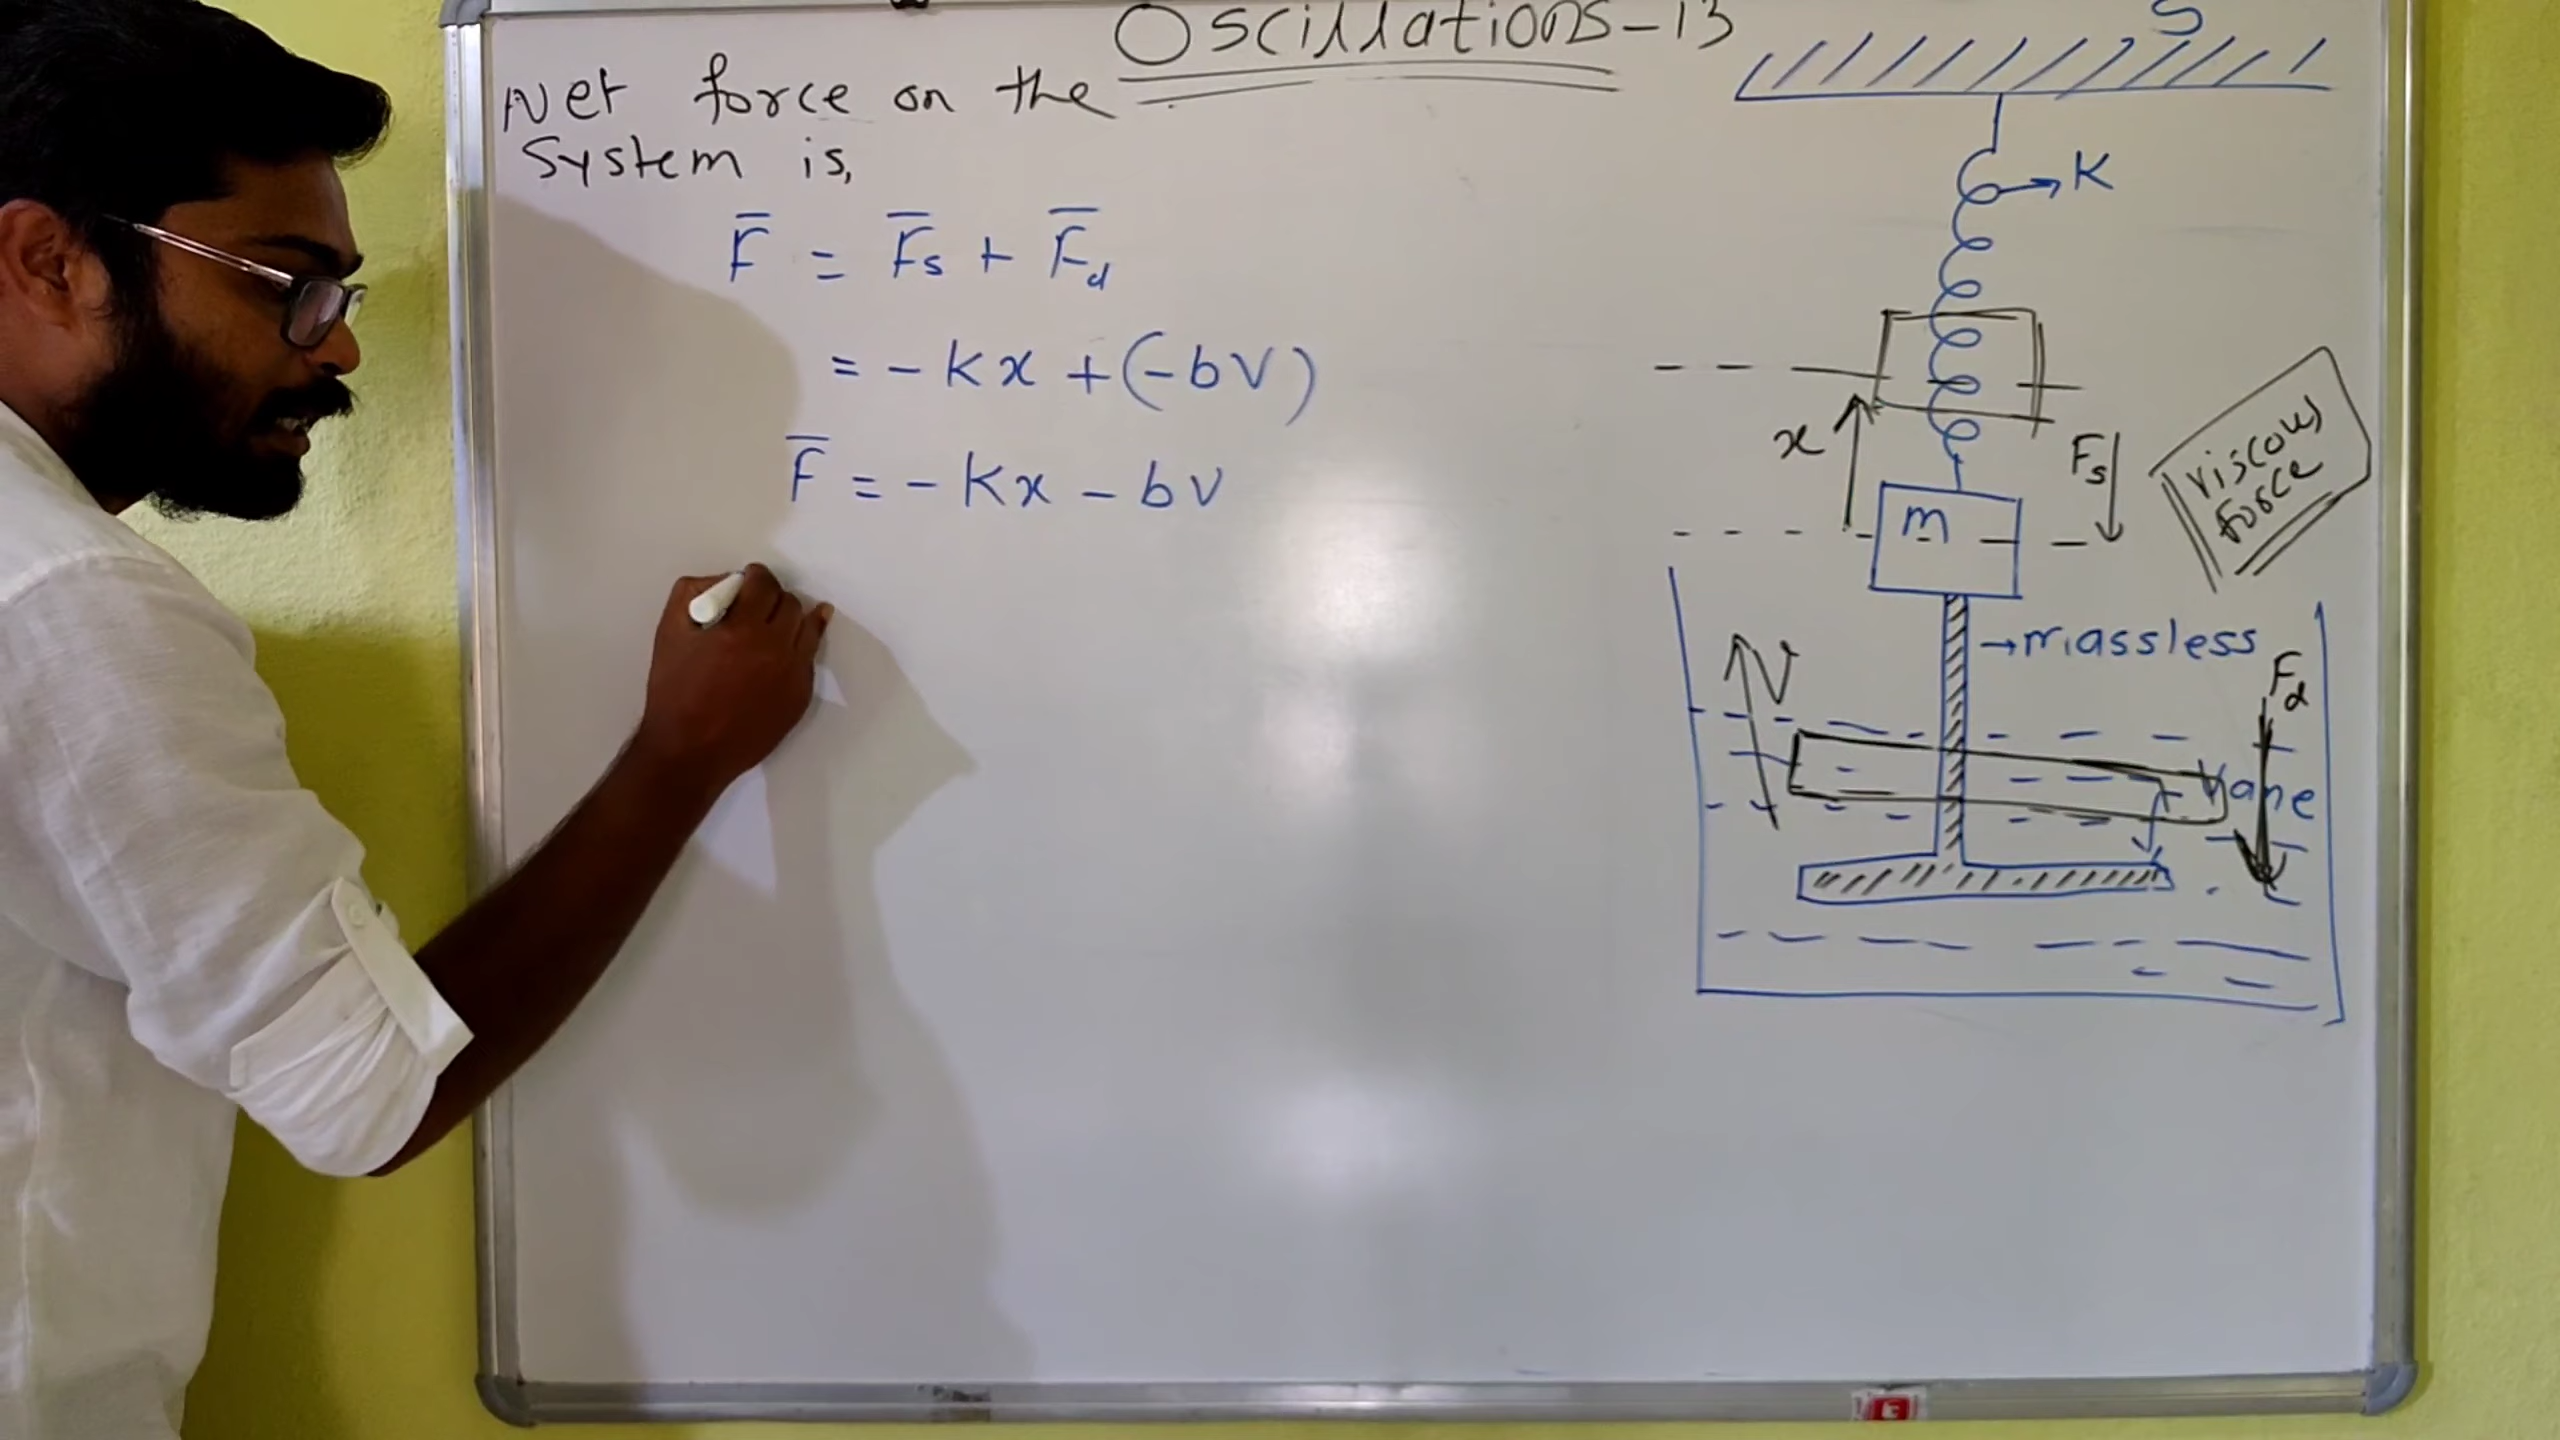 Oscillations-13
Net force on the
System is,
F̅ = F̅s + F̅d
= - Kx + (-bV)
F̅ = - Kx - bV
S
K
x
Fs
viscous
force
m
massless
V
Fd
Vane